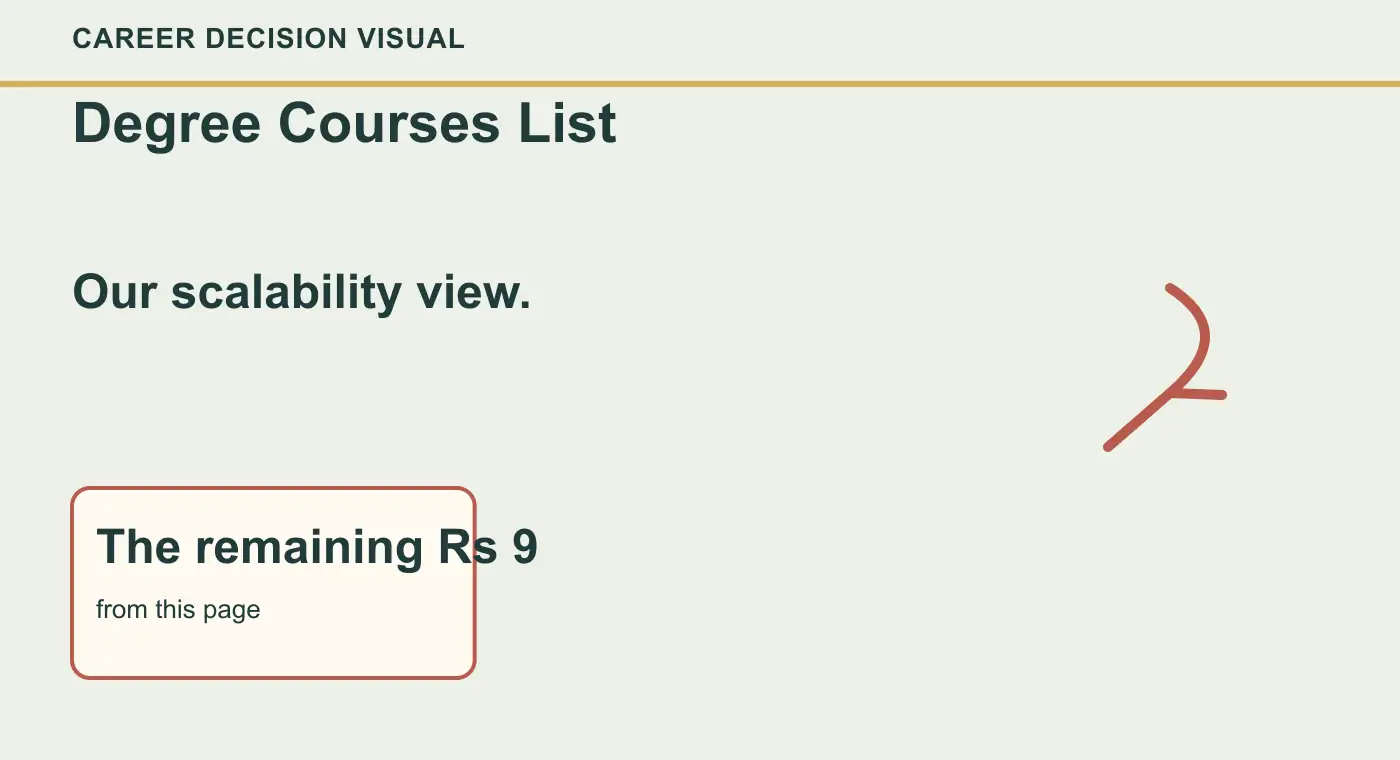 CAREER DECISION VISUAL
Degree Courses List
Our scalability view.
The remaining Rs 9
from this page